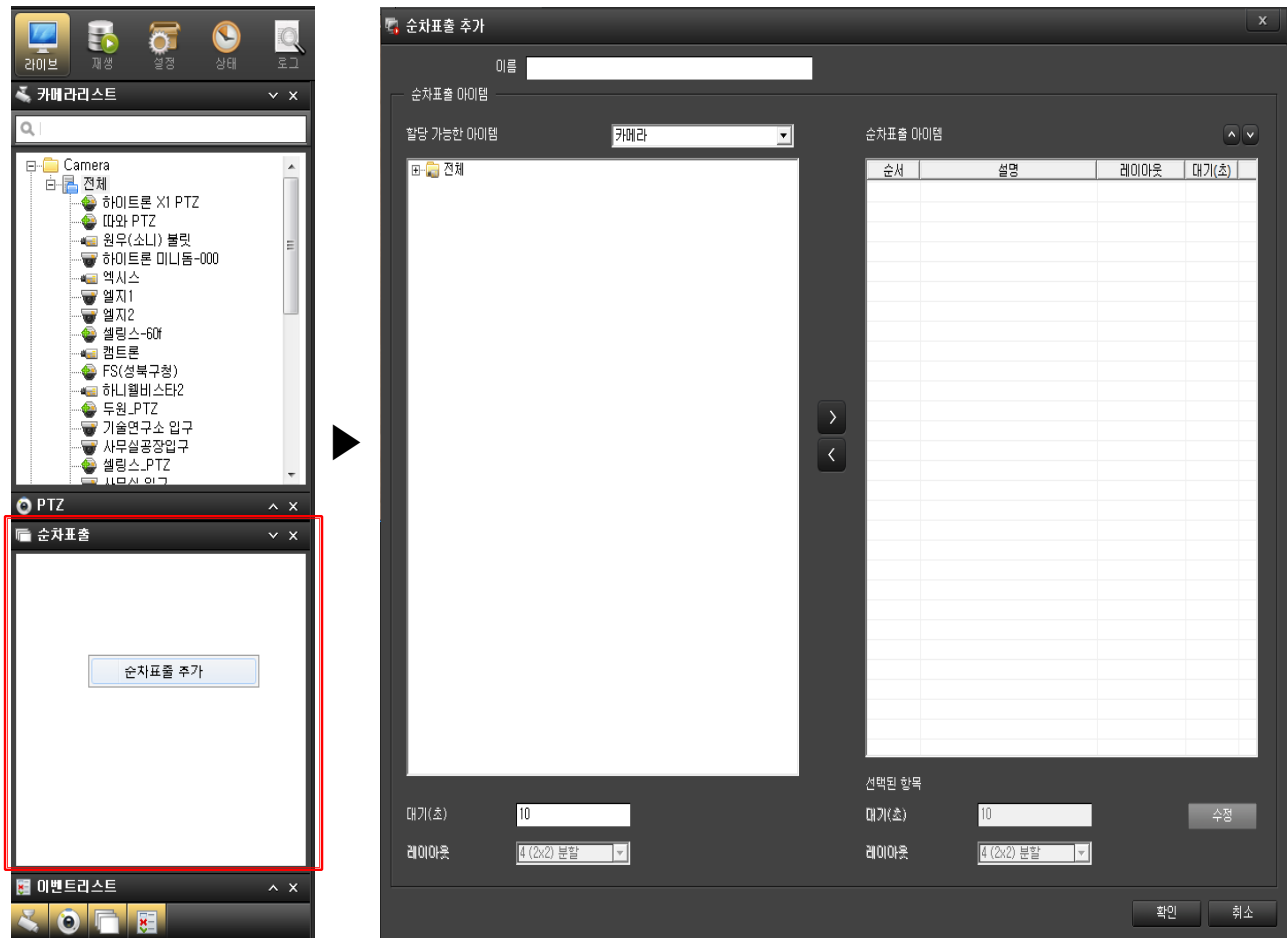 라이브 재생 설정 상태 로그
카메라리스트
Camera
전체
하이트론 X1 PTZ
따와 PTZ
원우(소니) 불릿
하이트론 미니돔-000
엑시스
엘지1
엘지2
셀링스-60f
캠트론
FS(성북구청)
하니웰비스타2
두원_PTZ
기술연구소 입구
사무실공장입구
셀링스_PTZ
사무실 입구
PTZ
순차표출
순차표출 추가
이벤트리스트
순차표출 추가
이름
순차표출 아이템
할당 가능한 아이템 카메라
전체
대기(초) 10
레이아웃 4 (2x2) 분할
순차표출 아이템
순서 설명 레이아웃 대기(초)
선택된 항목
대기(초) 10 수정
레이아웃 4 (2x2) 분할
확인 취소